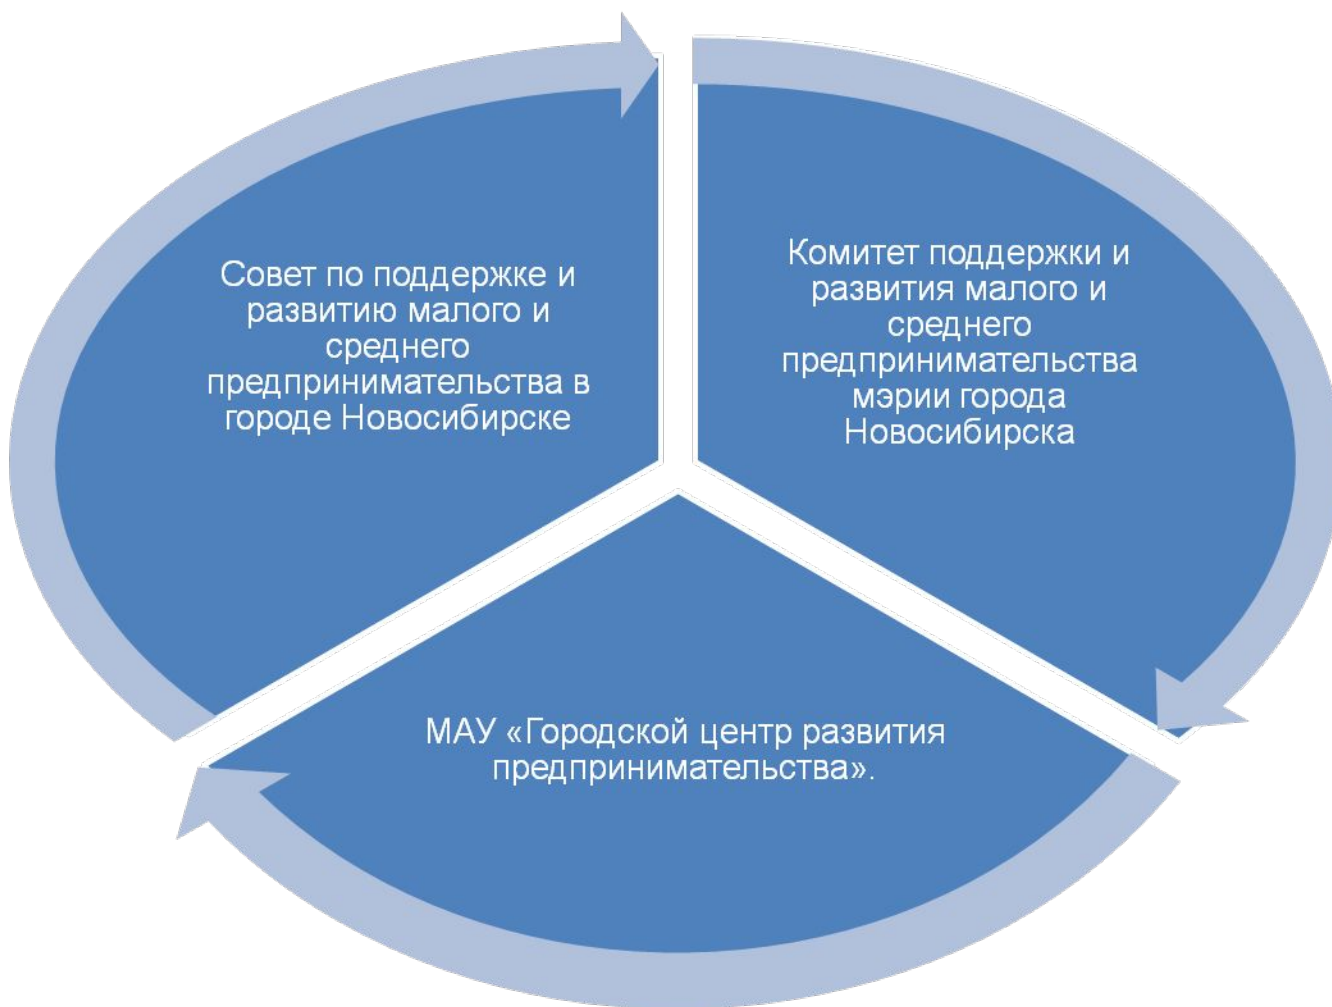 Совет по поддержке и
развитию малого и
среднего
предпринимательства в
городе Новосибирске
Комитет поддержки и
развития малого и
среднего
предпринимательства
мэрии города
Новосибирска
МАУ «Городской центр развития
предпринимательства».